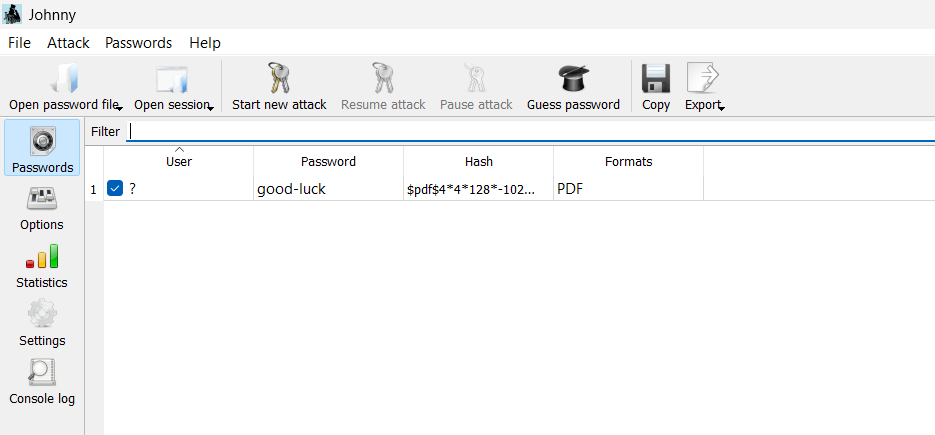 Johnny
File Attack Passwords Help
Open password file Open session Start new attack Resume attack Pause attack Guess password Copy Export
Passwords
Filter
User Password Hash Formats
1 ? good-luck $pdf$4*4*128*-102... PDF
Options
Statistics
Settings
Console log